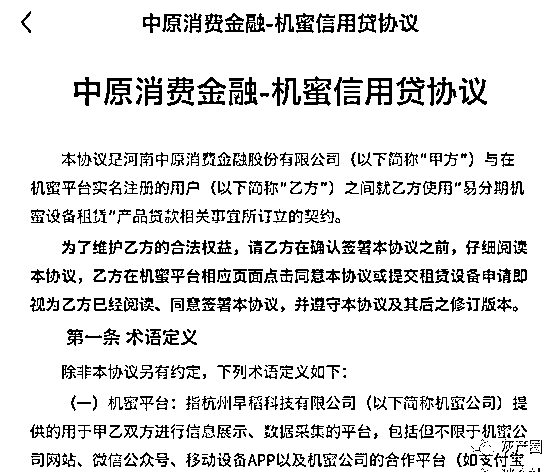 中原消费金融-机蜜信用贷协议
中原消费金融-机蜜信用贷协议
本协议是河南中原消费金融股份有限公司（以下简称“甲方”）与在
机蜜平台实名注册的用户（以下简称“乙方”）之间就乙方使用“易分期机
蜜设备租赁”产品贷款相关事宜所订立的契约。
为了维护乙方的合法权益，请乙方在确认签署本协议之前，仔细阅读
本协议，乙方在机蜜平台相应页面点击同意本协议或提交租赁设备申请即
视为乙方已经阅读、同意签署本协议，并遵守本协议及其后之修订版本。
第一条 术语定义
除非本协议另有约定，下列术语定义如下：
（一）机蜜平台：指杭州早稻科技有限公司（以下简称机蜜公司）提
供的用于甲乙双方进行信息展示、数据采集的平台，包括但不限于机蜜公
司网站、微信公众号、移动设备APP以及机蜜公司的合作平台（如支付宝
灰产圈